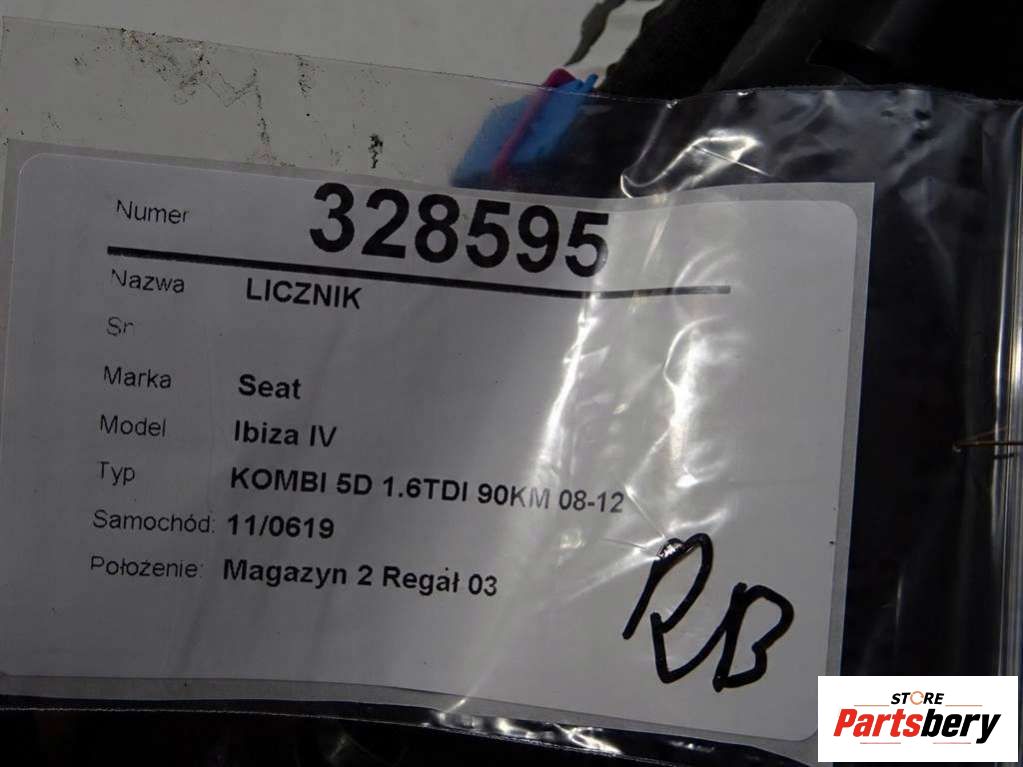 Numer 328595
Nazwa LICZNIK
Sr
Marka Seat
Model Ibiza IV
Typ KOMBI 5D 1.6TDI 90KM 08-12
Samochód: 11/0619
Położenie: Magazyn 2 Regał 03
RB
STORE
Partsbery